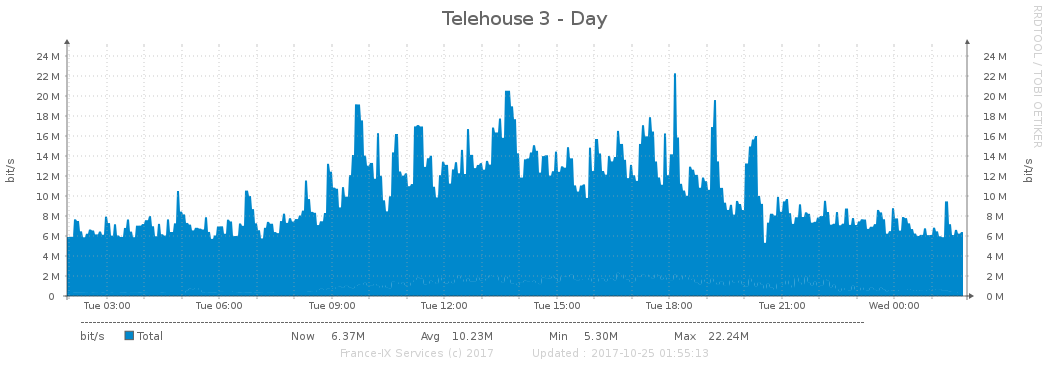 Telehouse 3 - Day
RRDTOOL / TOBI OETIKER
bit/s
24 M 24 M
22 M 22 M
20 M 20 M
18 M 18 M
16 M 16 M
14 M 14 M
12 M 12 M
10 M 10 M
8 M 8 M
6 M 6 M
4 M 4 M
2 M 2 M
0 0 M
bit/s
Tue 03:00 Tue 06:00 Tue 09:00 Tue 12:00 Tue 15:00 Tue 18:00 Tue 21:00 Wed 00:00
bit/s Total Now 6.37M Avg 10.23M Min 5.30M Max 22.24M
France-IX Services (c) 2017 Updated : 2017-10-25 01:55:13